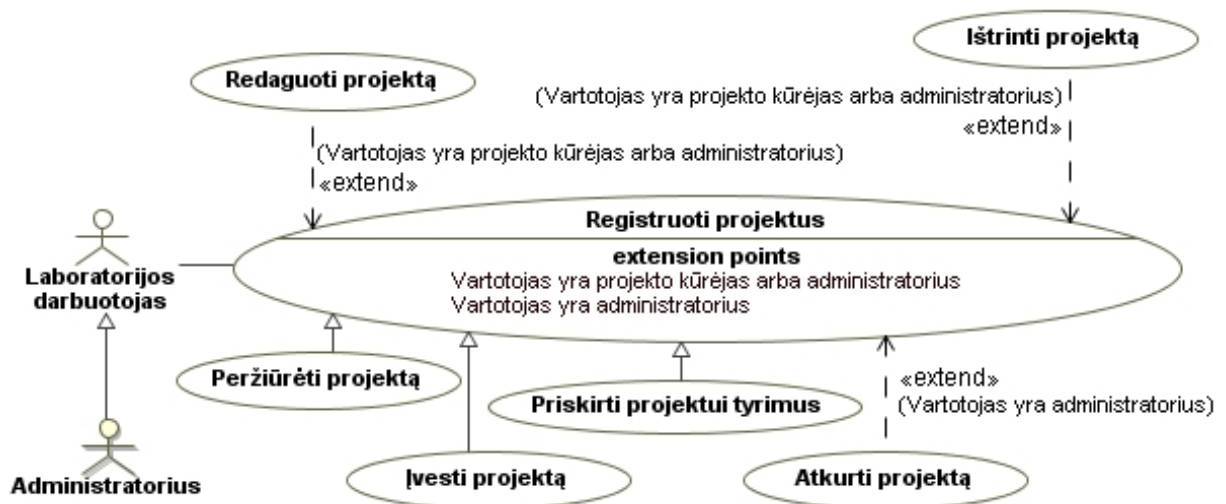 Ištrinti projektą
Redaguoti projektą
(Vartotojas yra projekto kūrėjas arba administratorius)
«extend»
(Vartotojas yra projekto kūrėjas arba administratorius)
«extend»
Registruoti projektus
extension points
Vartotojas yra projekto kūrėjas arba administratorius
Vartotojas yra administratorius
Laboratorijos
darbuotojas
Peržiūrėti projektą
«extend»
(Vartotojas yra administratorius)
Priskirti projektui tyrimus
Įvesti projektą
Atkurti projektą
Administratorius